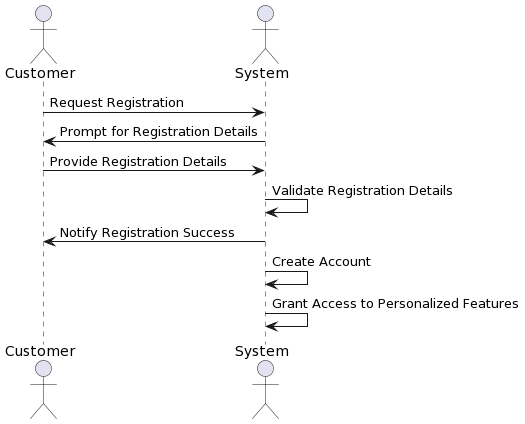 Customer
System
Request Registration
Prompt for Registration Details
Provide Registration Details
Validate Registration Details
Notify Registration Success
Create Account
Grant Access to Personalized Features
Customer
System